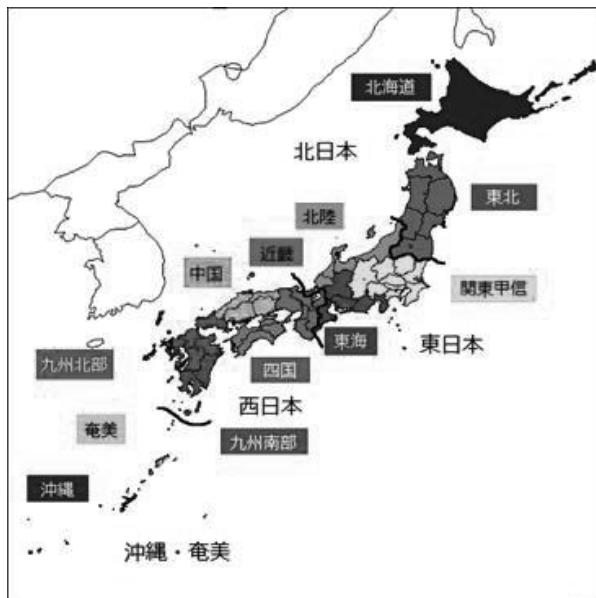 北海道
北日本
東北
北陸
近畿
中国
関東甲信
東海
東日本
九州北部
四国
西日本
奄美
九州南部
沖縄
沖縄・奄美